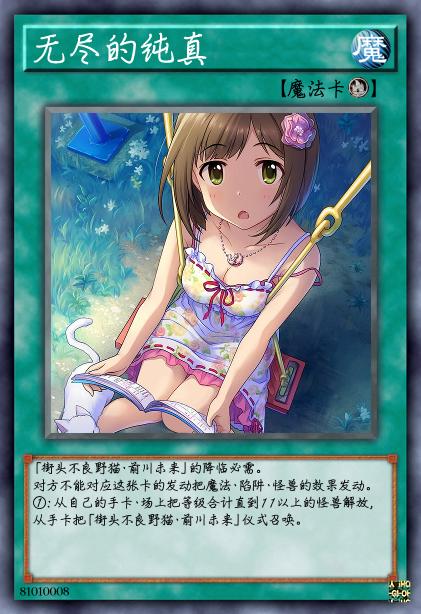 无尽的纯真
魔
【魔法卡】
「街头不良野猫·前川未来」的降临必需。
对方不能对应这张卡的发动把魔法·陷阱·怪兽的效果发动。
①:从自己的手卡·场上把等级合计直到11以上的怪兽解放,
从手卡把「街头不良野猫·前川未来」仪式召唤。
81010008